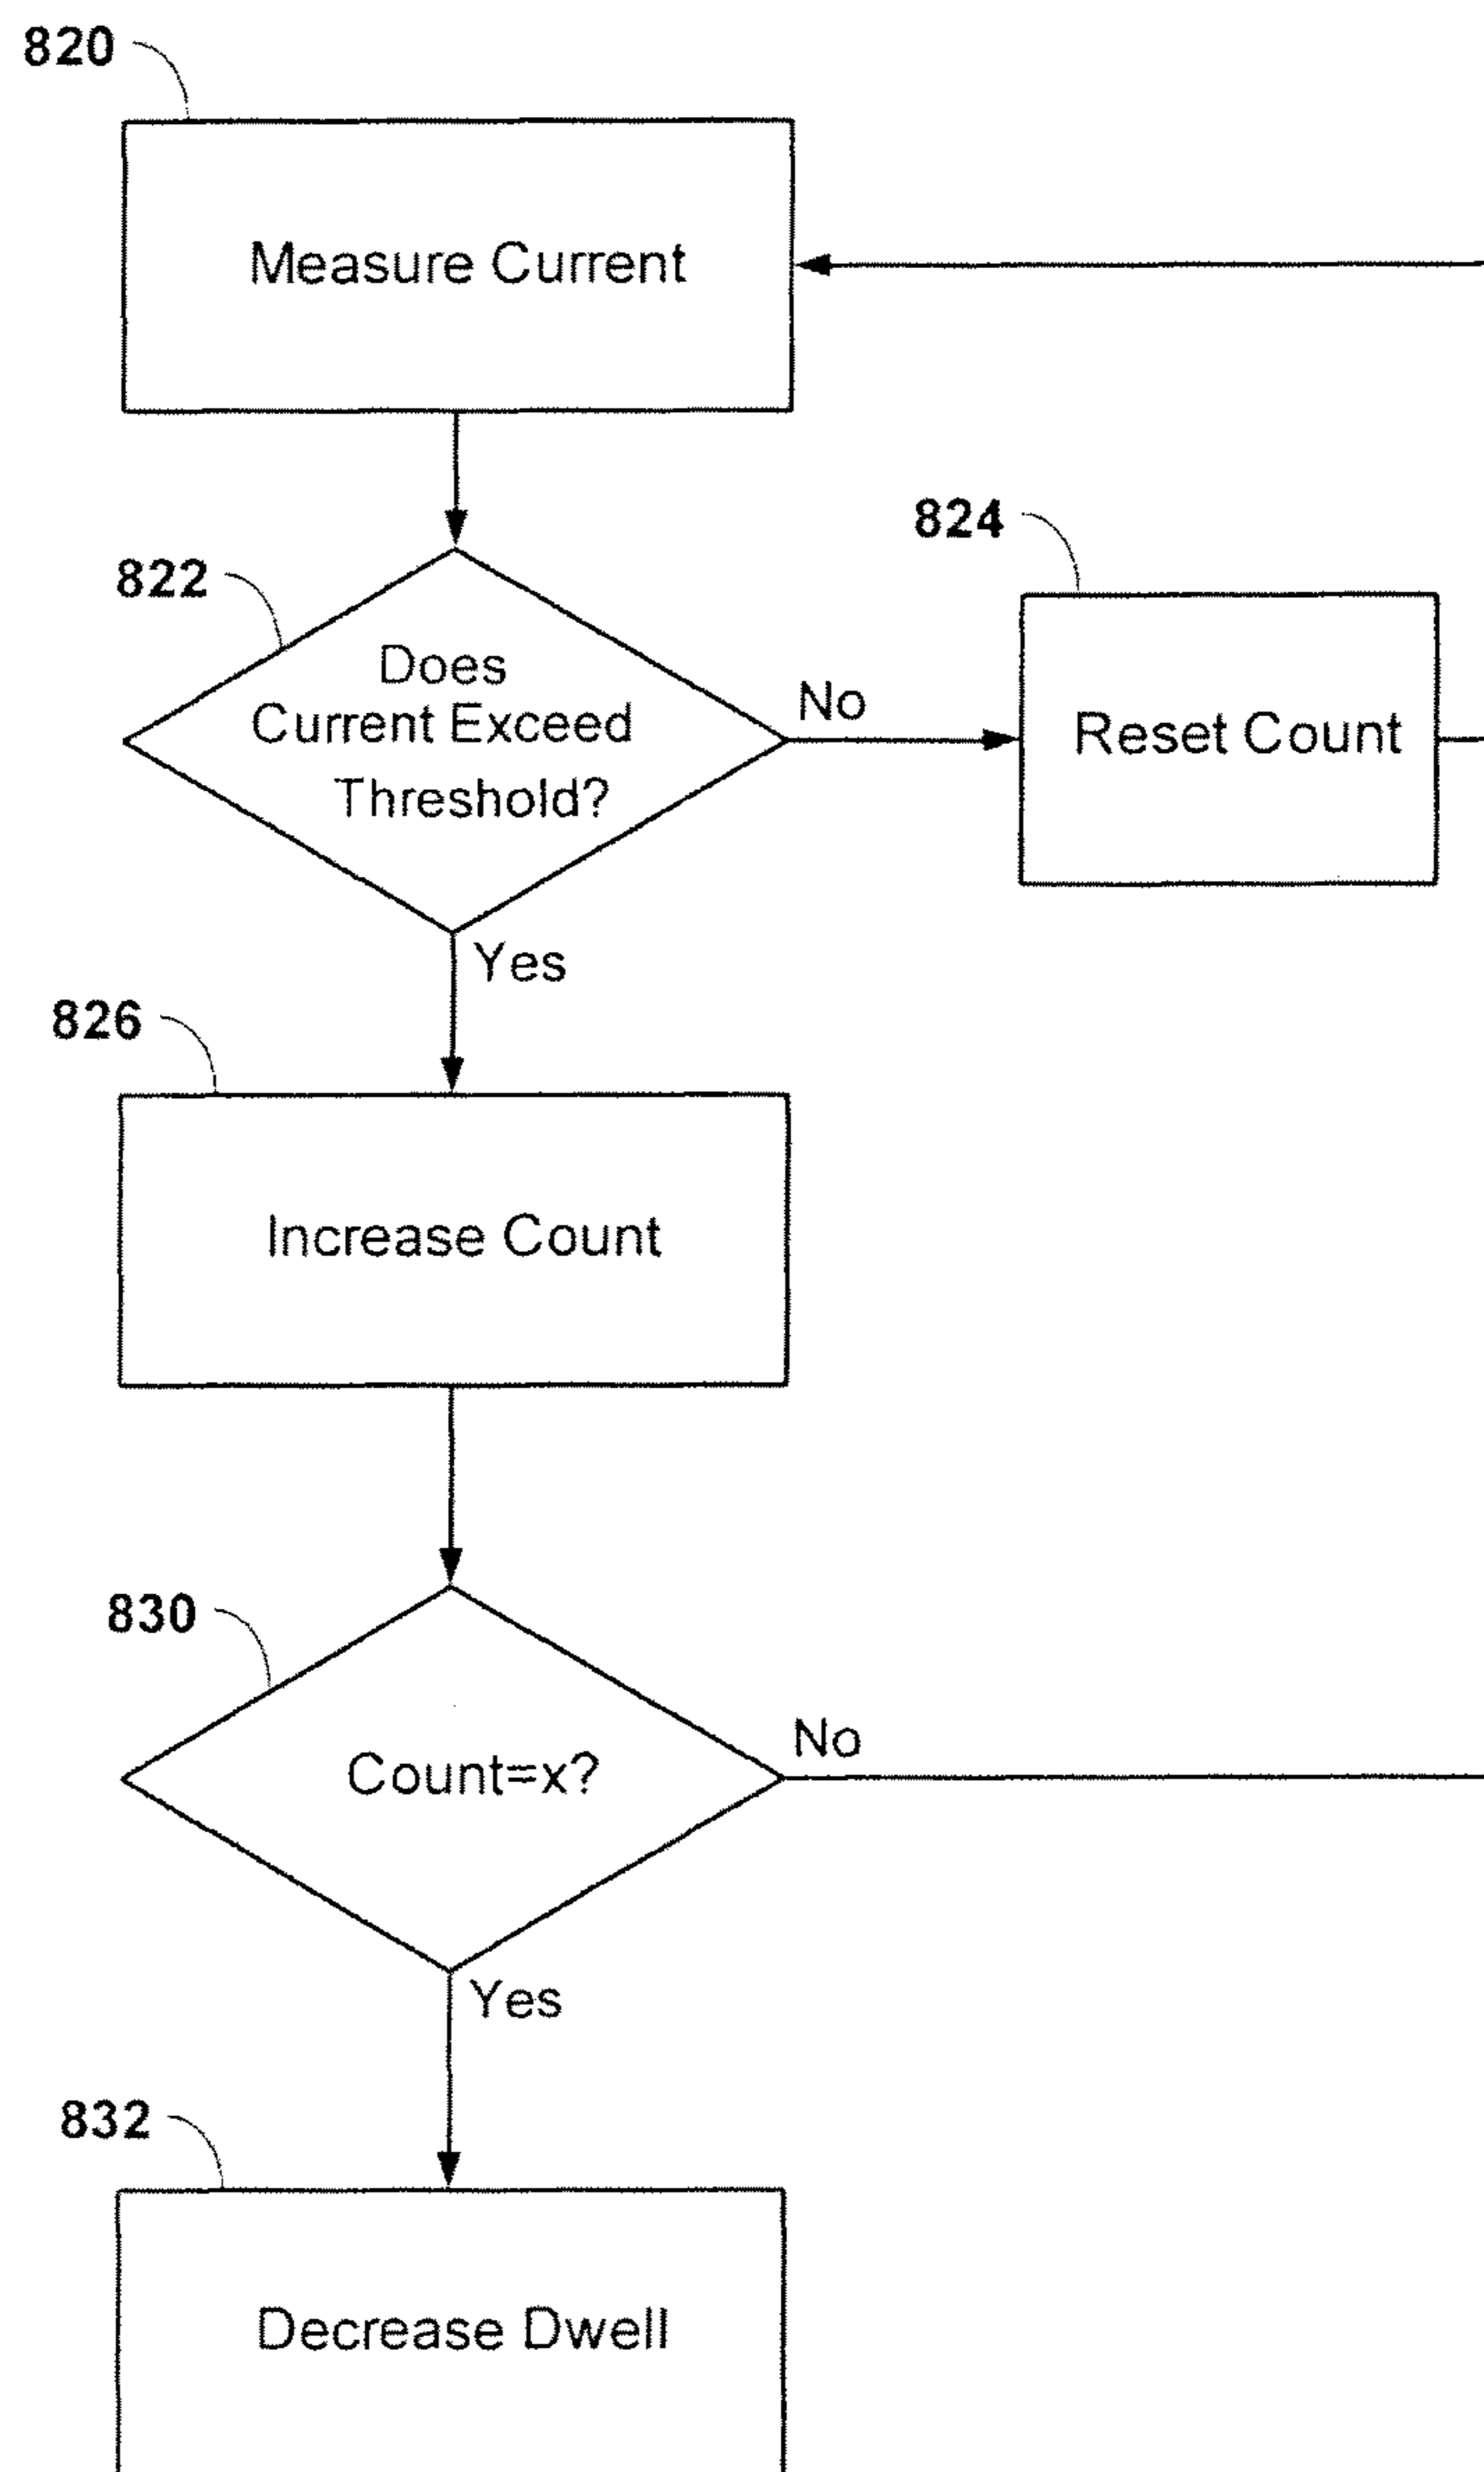 820
Measure Current
824
822
Does
Current Exceed
Threshold?
No
Reset Count
Yes
826
Increase Count
830
Count=x?
No
Yes
832
Decrease Dwell